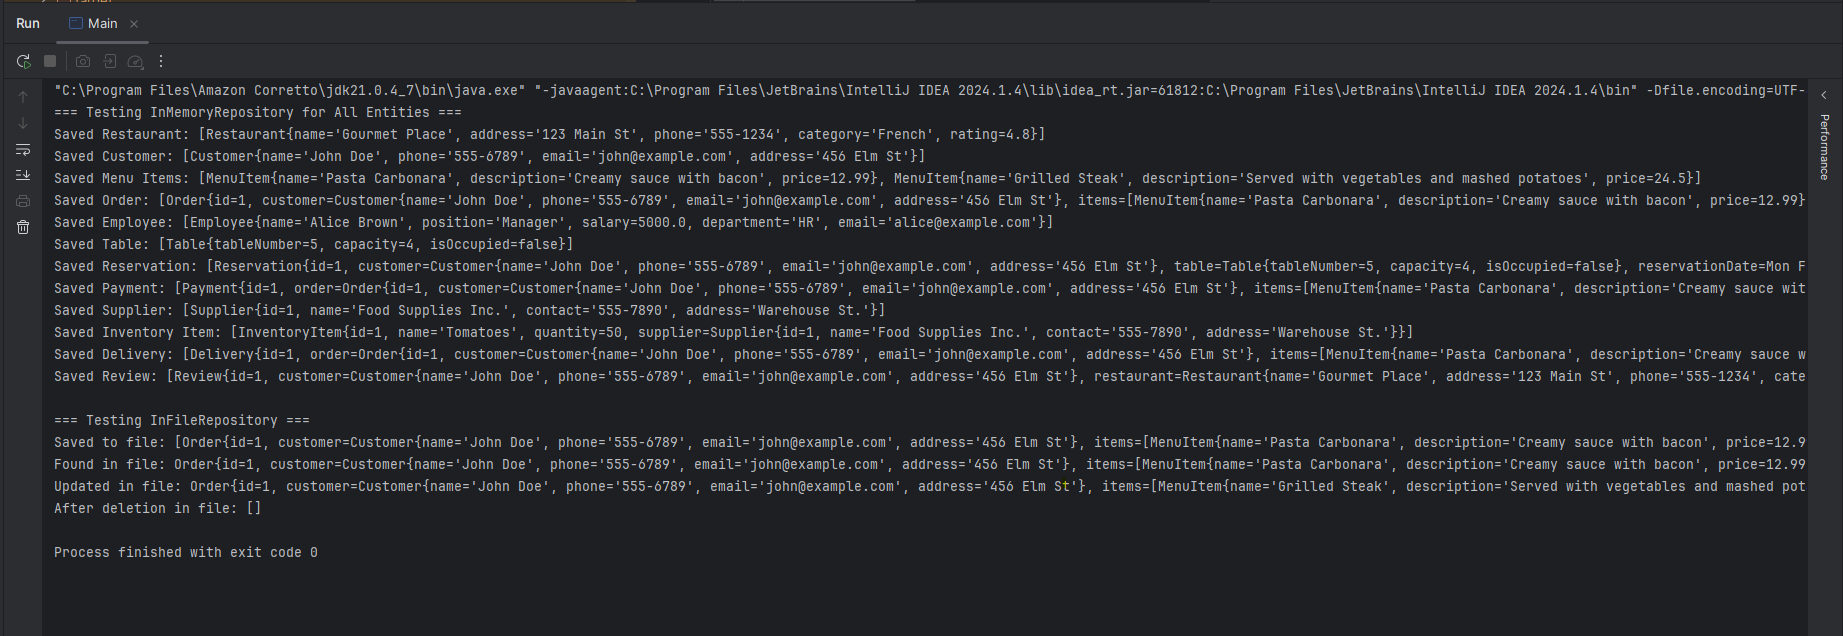 Run Main
"C:\Program Files\Amazon Corretto\jdk21.0.4_7\bin\java.exe" "-javaagent:C:\Program Files\JetBrains\IntelliJ IDEA 2024.1.4\lib\idea_rt.jar=61812:C:\Program Files\JetBrains\IntelliJ IDEA 2024.1.4\bin" -Dfile.encoding=UTF-
=== Testing InMemoryRepository for All Entities ===
Saved Restaurant: [Restaurant{name='Gourmet Place', address='123 Main St', phone='555-1234', category='French', rating=4.8}]
Saved Customer: [Customer{name='John Doe', phone='555-6789', email='john@example.com', address='456 Elm St'}]
Saved Menu Items: [MenuItem{name='Pasta Carbonara', description='Creamy sauce with bacon', price=12.99}, MenuItem{name='Grilled Steak', description='Served with vegetables and mashed potatoes', price=24.5}]
Saved Order: [Order{id=1, customer=Customer{name='John Doe', phone='555-6789', email='john@example.com', address='456 Elm St'}, items=[MenuItem{name='Pasta Carbonara', description='Creamy sauce with bacon', price=12.99}
Saved Employee: [Employee{name='Alice Brown', position='Manager', salary=5000.0, department='HR', email='alice@example.com'}]
Saved Table: [Table{tableNumber=5, capacity=4, isOccupied=false}]
Saved Reservation: [Reservation{id=1, customer=Customer{name='John Doe', phone='555-6789', email='john@example.com', address='456 Elm St'}, table=Table{tableNumber=5, capacity=4, isOccupied=false}, reservationDate=Mon F
Saved Payment: [Payment{id=1, order=Order{id=1, customer=Customer{name='John Doe', phone='555-6789', email='john@example.com', address='456 Elm St'}, items=[MenuItem{name='Pasta Carbonara', description='Creamy sauce wit
Saved Supplier: [Supplier{id=1, name='Food Supplies Inc.', contact='555-7890', address='Warehouse St.'}]
Saved Inventory Item: [InventoryItem{id=1, name='Tomatoes', quantity=50, supplier=Supplier{id=1, name='Food Supplies Inc.', contact='555-7890', address='Warehouse St.'}}]
Saved Delivery: [Delivery{id=1, order=Order{id=1, customer=Customer{name='John Doe', phone='555-6789', email='john@example.com', address='456 Elm St'}, items=[MenuItem{name='Pasta Carbonara', description='Creamy sauce w
Saved Review: [Review{id=1, customer=Customer{name='John Doe', phone='555-6789', email='john@example.com', address='456 Elm St'}, restaurant=Restaurant{name='Gourmet Place', address='123 Main St', phone='555-1234', cate
=== Testing InFileRepository ===
Saved to file: [Order{id=1, customer=Customer{name='John Doe', phone='555-6789', email='john@example.com', address='456 Elm St'}, items=[MenuItem{name='Pasta Carbonara', description='Creamy sauce with bacon', price=12.9
Found in file: Order{id=1, customer=Customer{name='John Doe', phone='555-6789', email='john@example.com', address='456 Elm St'}, items=[MenuItem{name='Pasta Carbonara', description='Creamy sauce with bacon', price=12.99
Updated in file: Order{id=1, customer=Customer{name='John Doe', phone='555-6789', email='john@example.com', address='456 Elm St'}, items=[MenuItem{name='Grilled Steak', description='Served with vegetables and mashed pot
After deletion in file: []
Process finished with exit code 0
Performance